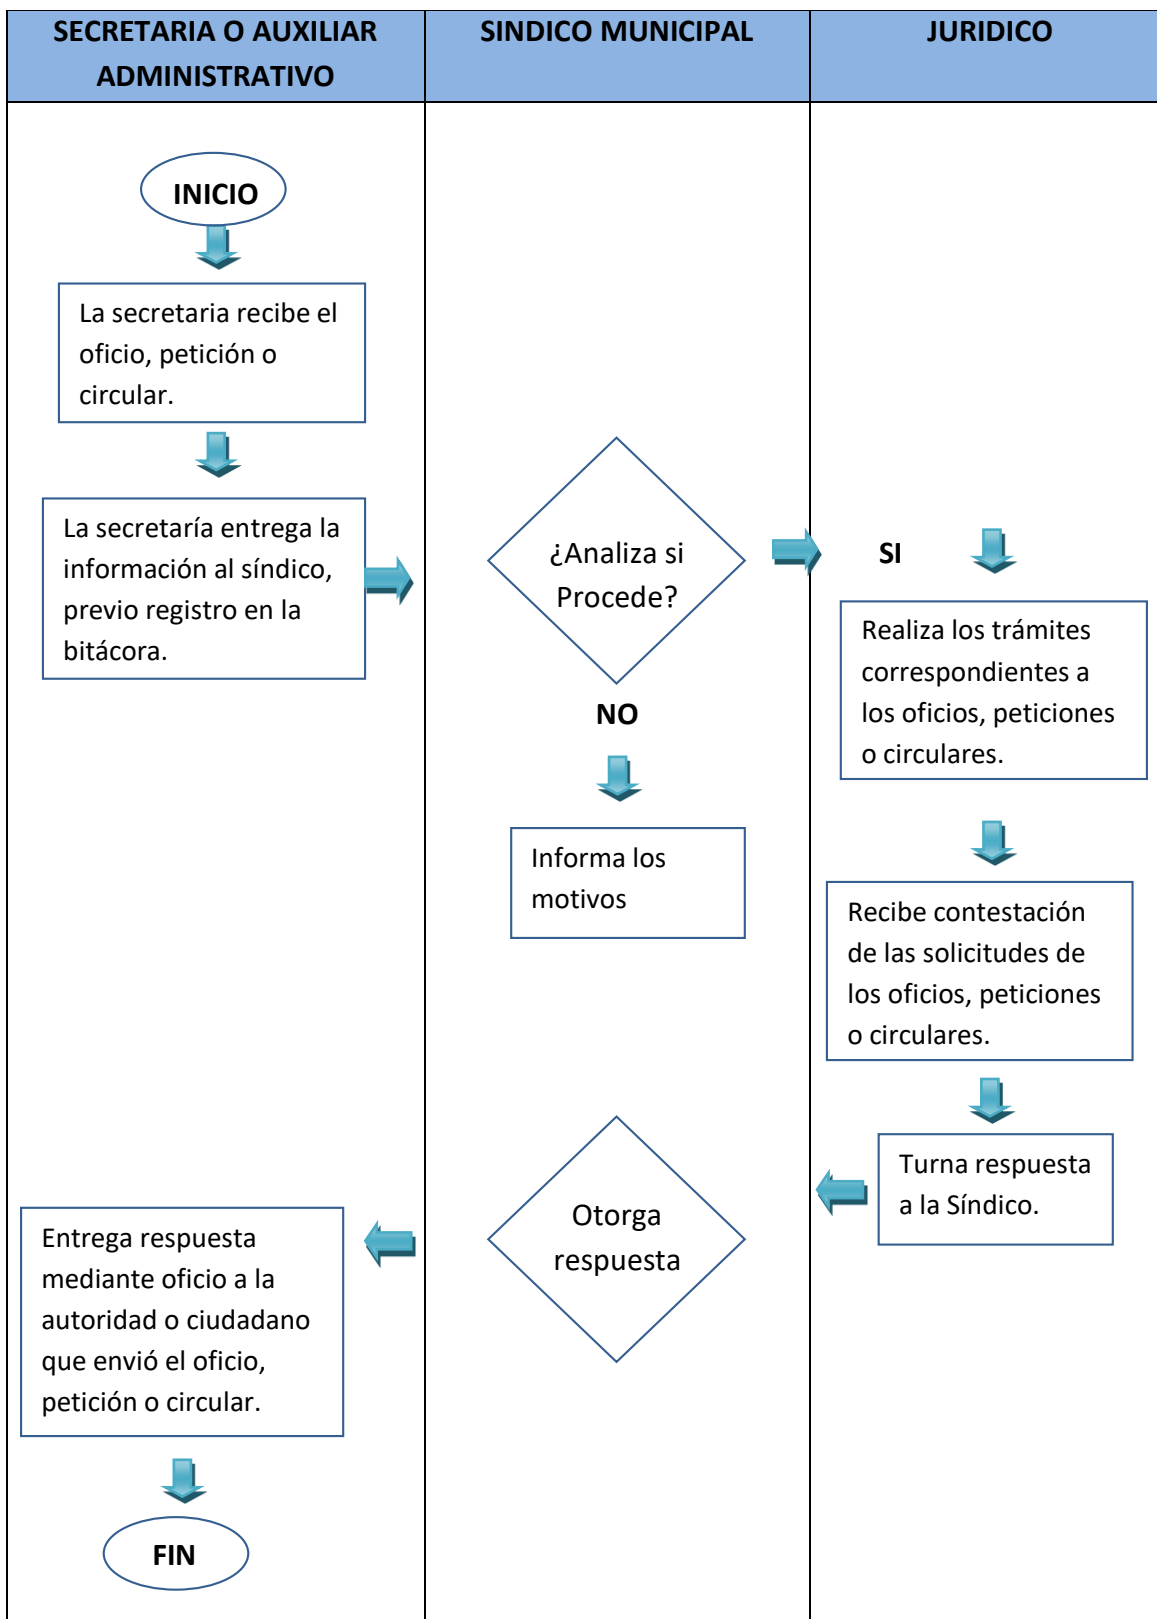 SECRETARIA O AUXILIAR
ADMINISTRATIVO
SINDICO MUNICIPAL
JURIDICO
INICIO
La secretaria recibe el
oficio, petición o
circular.
La secretaría entrega la
información al síndico,
previo registro en la
bitácora.
¿Analiza si
Procede?
SI
NO
Informa los
motivos
Realiza los trámites
correspondientes a
los oficios, peticiones
o circulares.
Recibe contestación
de las solicitudes de
los oficios, peticiones
o circulares.
Turna respuesta
a la Síndico.
Otorga
respuesta
Entrega respuesta
mediante oficio a la
autoridad o ciudadano
que envió el oficio,
petición o circular.
FIN